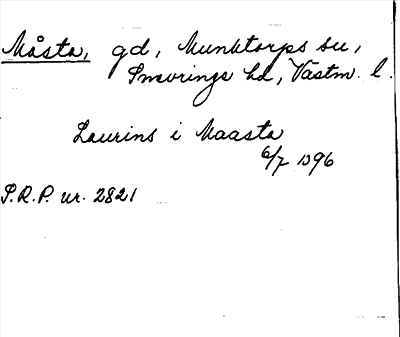 Måsta, gd, Munktorps sn,
Snevringe hd, Västm. l.
Laurins i Maasta
6/7 1396
S.R.P. nr. 2821